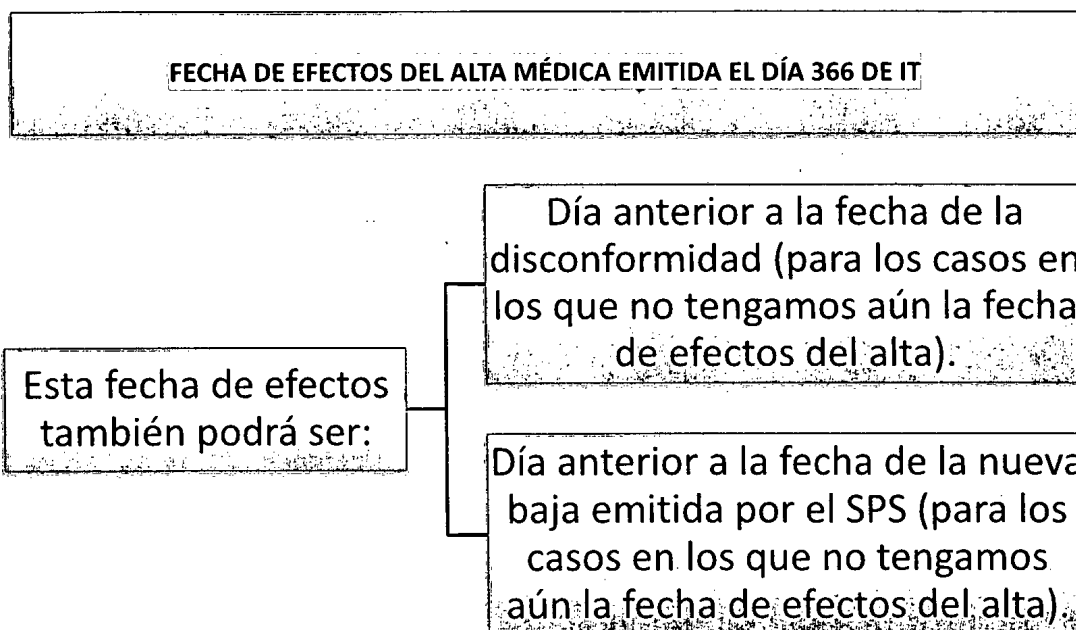 FECHA DE EFECTOS DEL ALTA MÉDICA EMITIDA EL DÍA 366 DE IT
Día anterior a la fecha de la
disconformidad (para los casos en
los que no tengamos aún la fecha
de efectos del alta).
Esta fecha de efectos
también podrá ser:
Día anterior a la fecha de la nueva
baja emitida por el SPS (para los
casos en los que no tengamos
aún la fecha de efectos del alta).